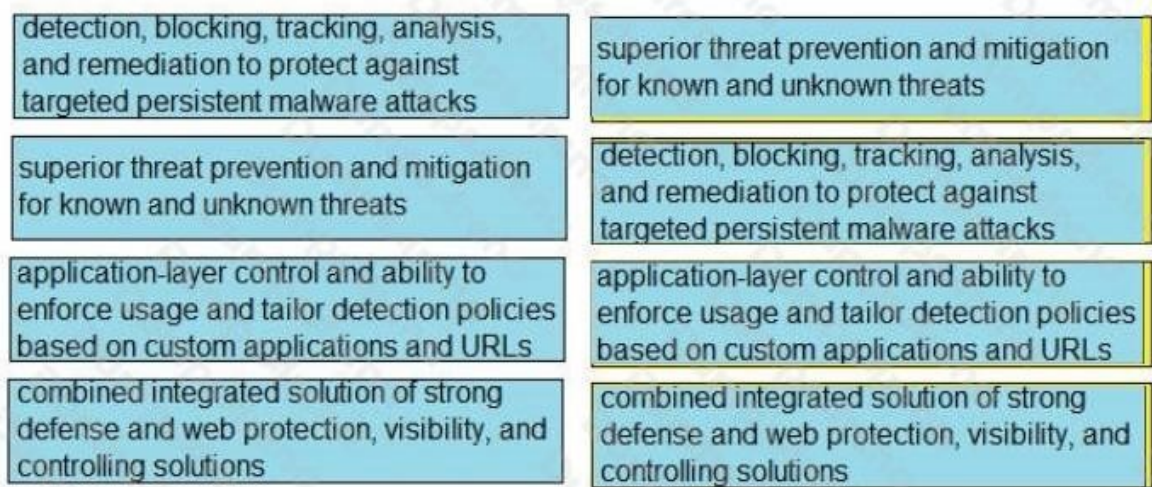 detection, blocking, tracking, analysis,
and remediation to protect against
targeted persistent malware attacks
superior threat prevention and mitigation
for known and unknown threats
application-layer control and ability to
enforce usage and tailor detection policies
based on custom applications and URLs
combined integrated solution of strong
defense and web protection, visibility, and
controlling solutions
superior threat prevention and mitigation
for known and unknown threats
detection, blocking, tracking, analysis,
and remediation to protect against
targeted persistent malware attacks
application-layer control and ability to
enforce usage and tailor detection policies
based on custom applications and URLs
combined integrated solution of strong
defense and web protection, visibility, and
controlling solutions